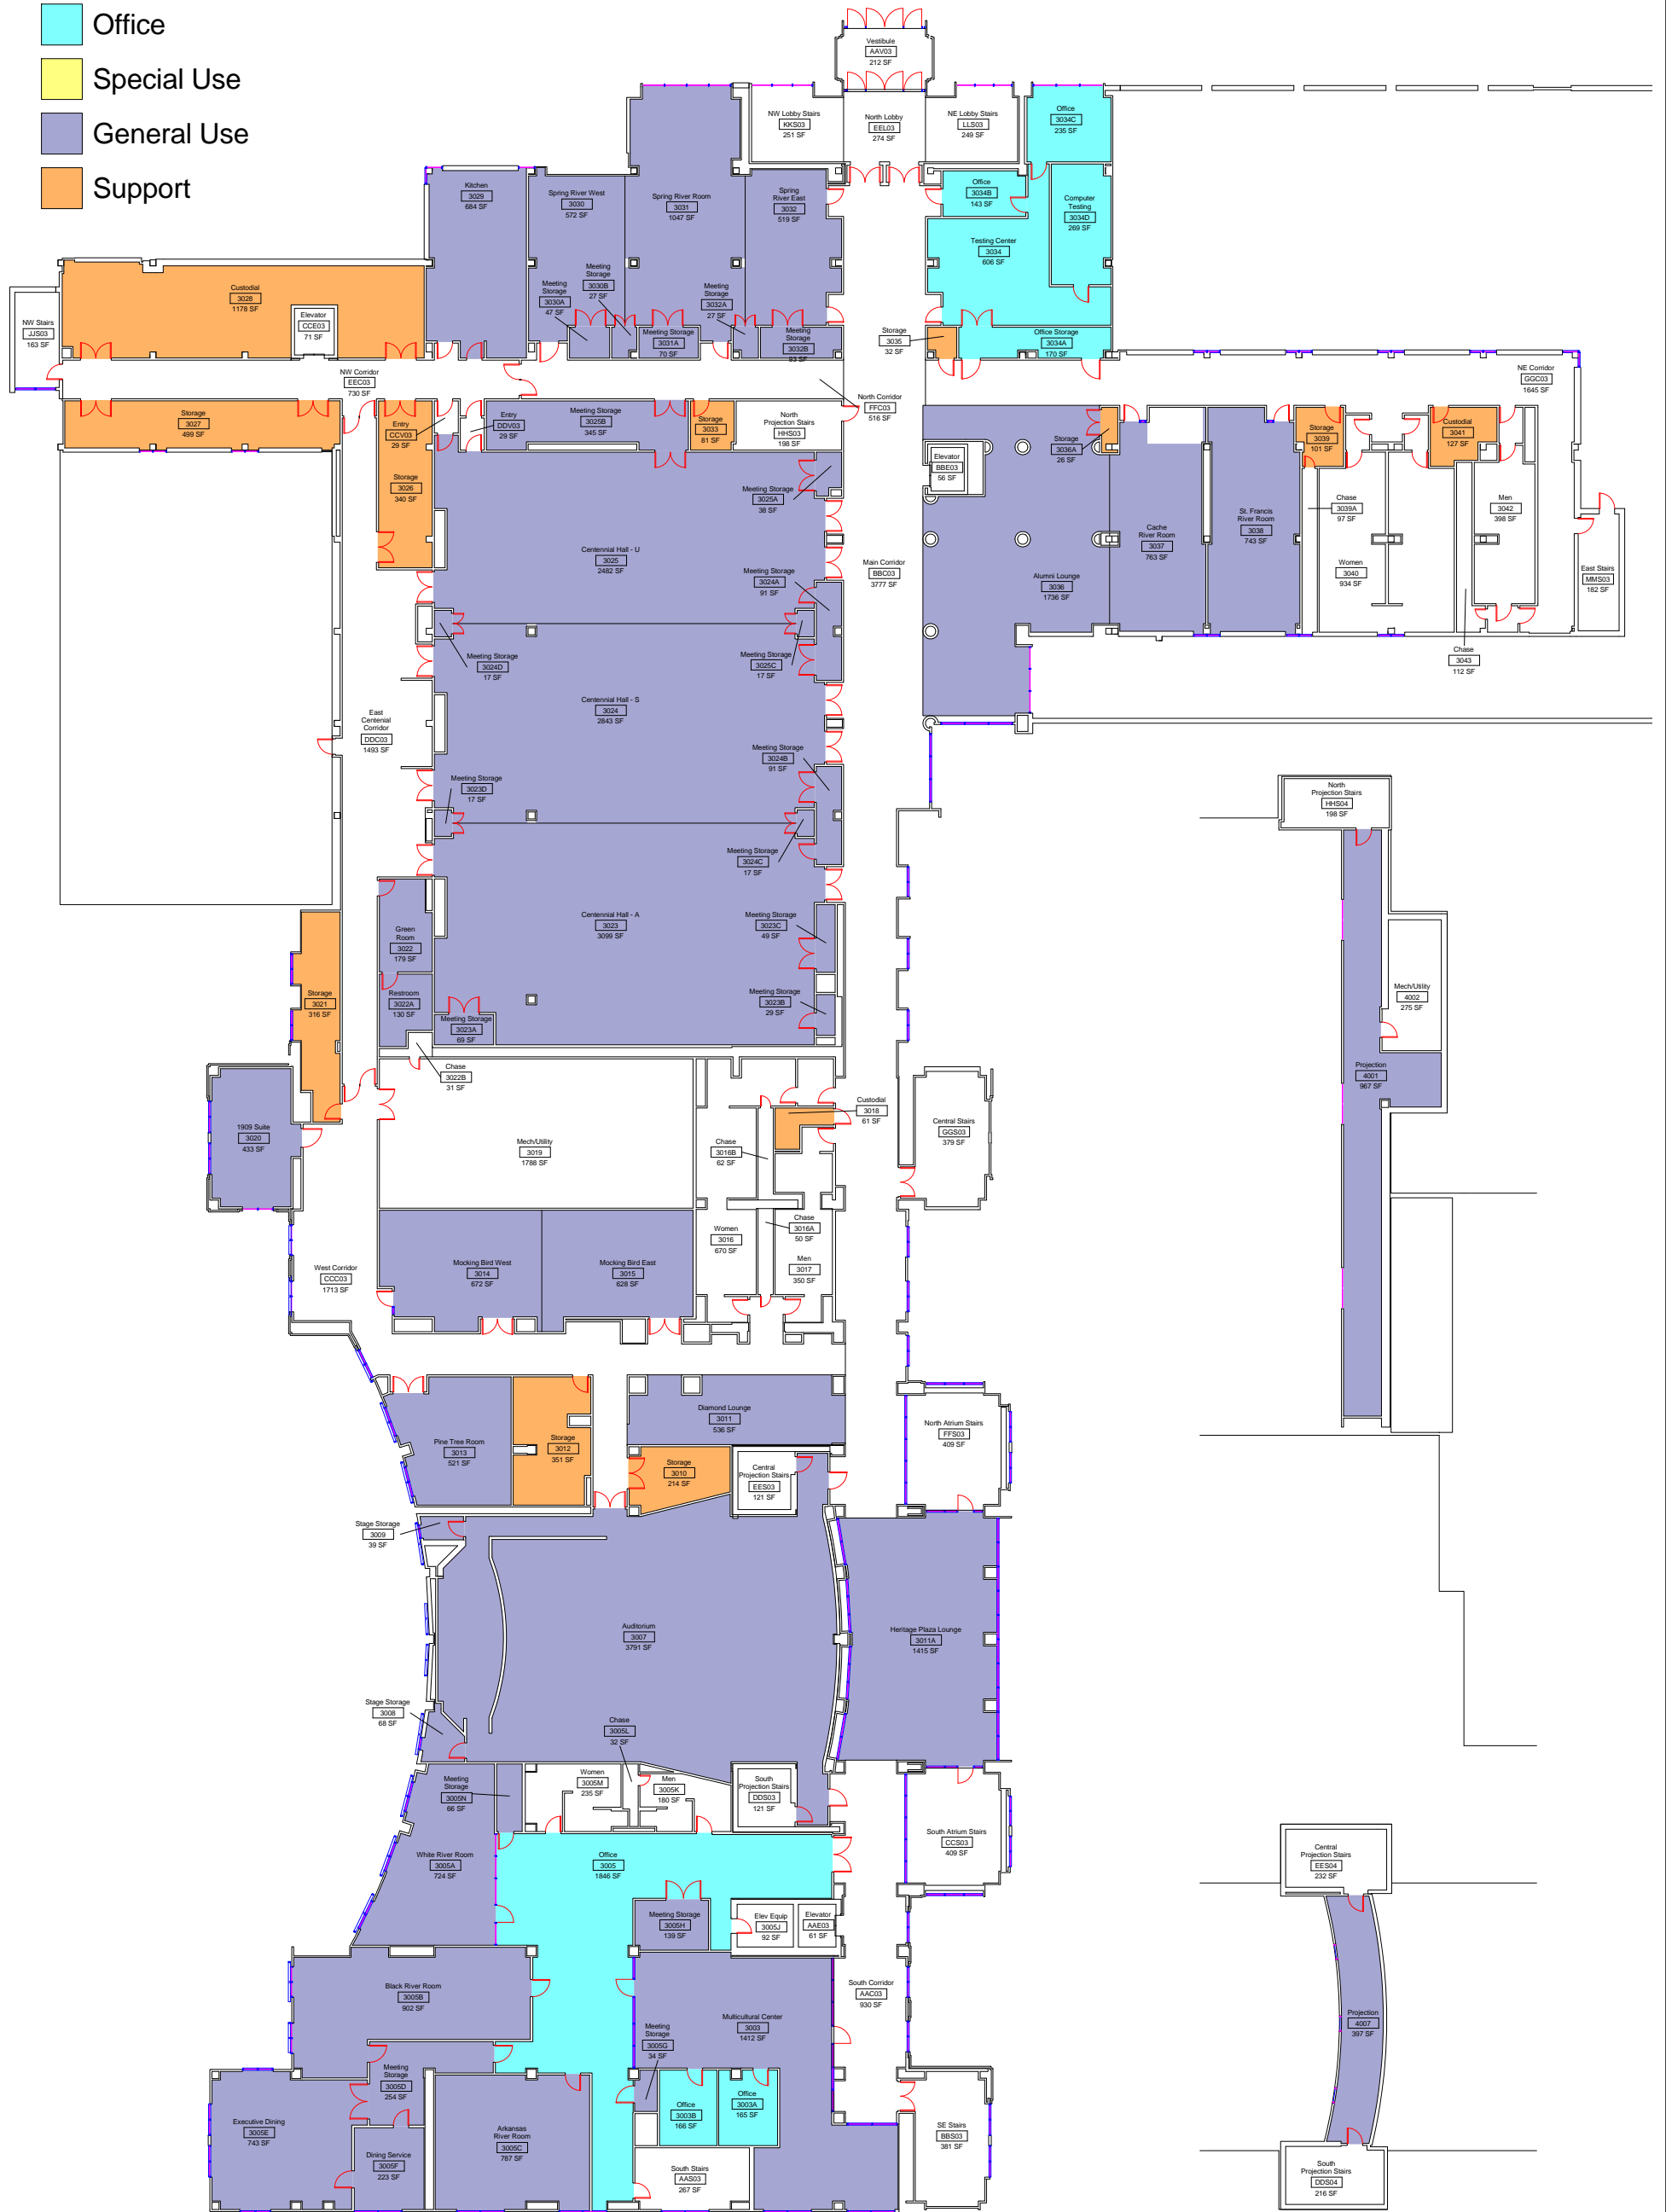 Office
Special Use
General Use
Support
Vestibule
AAV03
212 SF
NW Lobby Stairs
KKS03
251 SF
North Lobby
EEL03
274 SF
NE Lobby Stairs
LLS03
249 SF
Office
3034C
235 SF
Kitchen
3029
684 SF
Spring River West
3030
572 SF
Spring River Room
3031
1047 SF
Spring
River East
3032
519 SF
Office
3034B
143 SF
Computer
Testing
3034D
269 SF
Testing Center
3034
606 SF
Custodial
3028
1178 SF
Elevator
CCE03
71 SF
NW Stairs
JJS03
163 SF
Meeting
Storage
3030A
47 SF
Meeting
Storage
3030B
27 SF
Meeting Storage
3031A
70 SF
Meeting
Storage
3032A
27 SF
Meeting
Storage
3032B
83 SF
Storage
3035
32 SF
Office Storage
3034A
170 SF
NW Corridor
EEC03
730 SF
North Corridor
FFC03
516 SF
NE Corridor
GGC03
1645 SF
Storage
3027
499 SF
Entry
CCV03
29 SF
Entry
DDV03
29 SF
Meeting Storage
3025B
345 SF
Storage
3033
81 SF
North
Projection Stairs
HHS03
198 SF
Storage
3026
340 SF
Elevator
BBE03
56 SF
Storage
3036A
26 SF
Storage
3039
101 SF
Custodial
3041
127 SF
Meeting Storage
3025A
38 SF
Chase
3039A
97 SF
Men
3042
398 SF
St. Francis
River Room
3038
743 SF
Cache
River Room
3037
763 SF
Centennial Hall - U
3025
2482 SF
Main Corridor
BBC03
3777 SF
Meeting Storage
3024A
91 SF
Alumni Lounge
3036
1736 SF
Women
3040
934 SF
East Stairs
MMS03
182 SF
Meeting Storage
3024D
17 SF
Meeting Storage
3025C
17 SF
Chase
3043
112 SF
Centennial Hall - S
3024
2843 SF
East
Centenial
Corridor
DDC03
1493 SF
Meeting Storage
3024B
91 SF
Meeting Storage
3023D
17 SF
North
Projection Stairs
HHS04
198 SF
Meeting Storage
3024C
17 SF
Centennial Hall - A
3023
3099 SF
Meeting Storage
3023C
49 SF
Green
Room
3022
179 SF
Storage
3021
316 SF
Restroom
3022A
130 SF
Meeting Storage
3023A
69 SF
Meeting Storage
3023B
29 SF
Mech/Utility
4002
275 SF
Chase
3022B
31 SF
Projection
4001
967 SF
Custodial
3018
61 SF
1909 Suite
3020
433 SF
Mech/Utility
3019
1788 SF
Chase
3016B
62 SF
Central Stairs
GGS03
379 SF
Women
3016
670 SF
Chase
3016A
50 SF
Men
3017
350 SF
West Corridor
CCC03
1713 SF
Mocking Bird West
3014
672 SF
Mocking Bird East
3015
628 SF
Diamond Lounge
3011
536 SF
Pine Tree Room
3013
521 SF
Storage
3012
351 SF
Storage
3010
214 SF
Central
Projection Stairs
EES03
121 SF
North Atrium Stairs
FFS03
409 SF
Stage Storage
3009
39 SF
Auditorium
3007
3791 SF
Heritage Plaza Lounge
3011A
1415 SF
Stage Storage
3008
68 SF
Chase
3005L
32 SF
Meeting
Storage
3005N
66 SF
Women
3005M
235 SF
Men
3005K
180 SF
South
Projection Stairs
DDS03
121 SF
South Atrium Stairs
CCS03
409 SF
Central
Projection Stairs
EES04
232 SF
White River Room
3005A
724 SF
Office
3005
1846 SF
Meeting Storage
3005H
139 SF
Elev Equip
3005J
92 SF
Elevator
AAE03
61 SF
Black River Room
3005B
902 SF
South Corridor
AAC03
930 SF
Multicultural Center
3003
1412 SF
Meeting
Storage
3005G
34 SF
Projection
4007
397 SF
Meeting
Storage
3005D
254 SF
Office
3003B
166 SF
Office
3003A
165 SF
Executive Dining
3005E
743 SF
Arkansas
River Room
3005C
787 SF
Dining Service
3005F
223 SF
South Stairs
AAS03
267 SF
SE Stairs
BBS03
381 SF
South
Projection Stairs
DDS04
216 SF